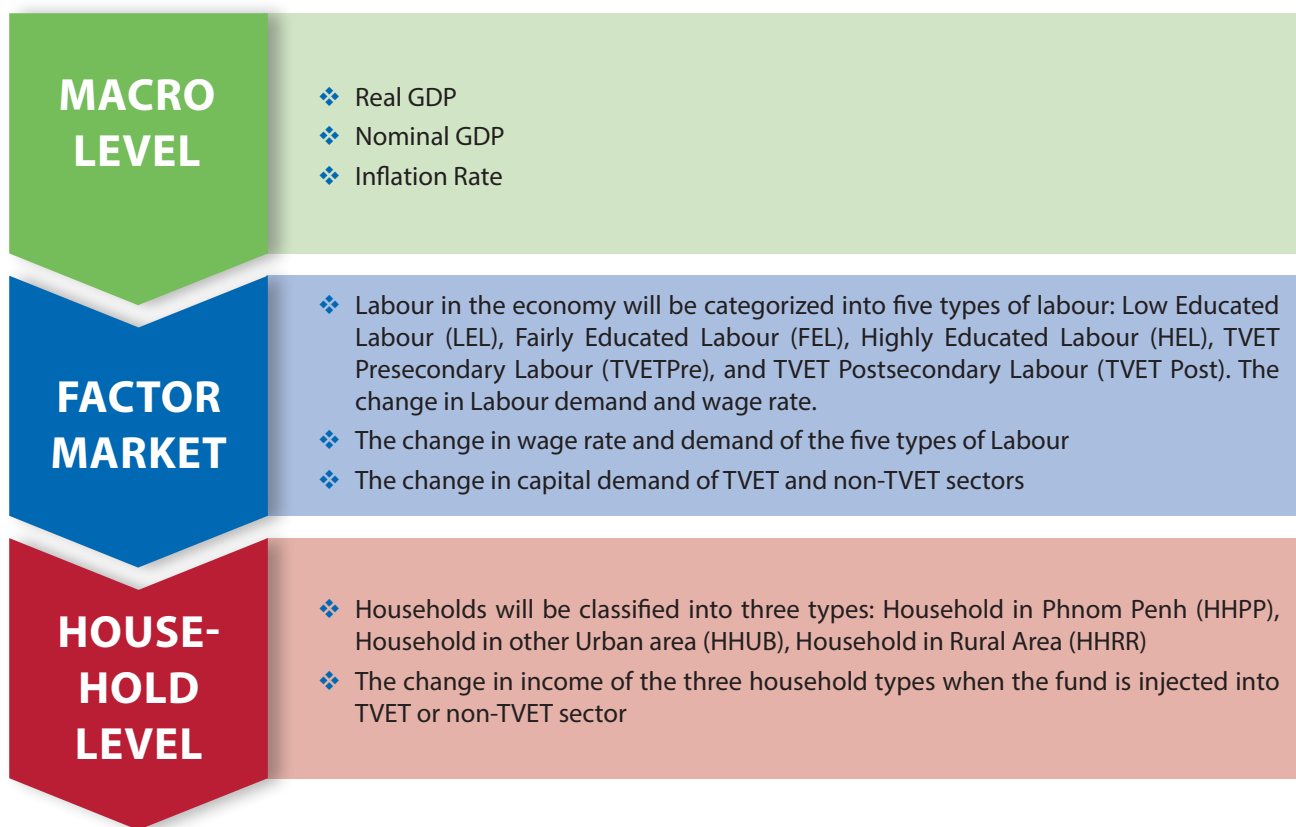 MACRO
LEVEL
❖ Real GDP
❖ Nominal GDP
❖ Inflation Rate
FACTOR
MARKET
❖ Labour in the economy will be categorized into five types of labour: Low Educated
Labour (LEL), Fairly Educated Labour (FEL), Highly Educated Labour (HEL), TVET
Presecondary Labour (TVETPre), and TVET Postsecondary Labour (TVET Post). The
change in Labour demand and wage rate.
❖ The change in wage rate and demand of the five types of Labour
❖ The change in capital demand of TVET and non-TVET sectors
HOUSE-
HOLD
LEVEL
❖ Households will be classified into three types: Household in Phnom Penh (HHPP),
Household in other Urban area (HHUB), Household in Rural Area (HHRR)
❖ The change in income of the three household types when the fund is injected into
TVET or non-TVET sector